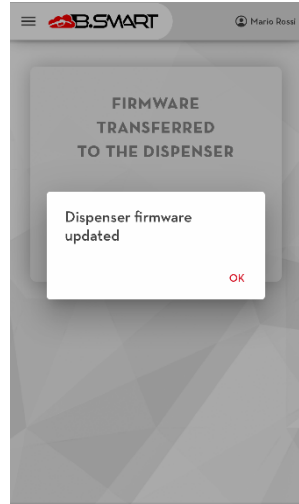 B.SMART
Mario Rossi
FIRMWARE
TRANSFERRED
TO THE DISPENSER
Dispenser firmware
updated
OK